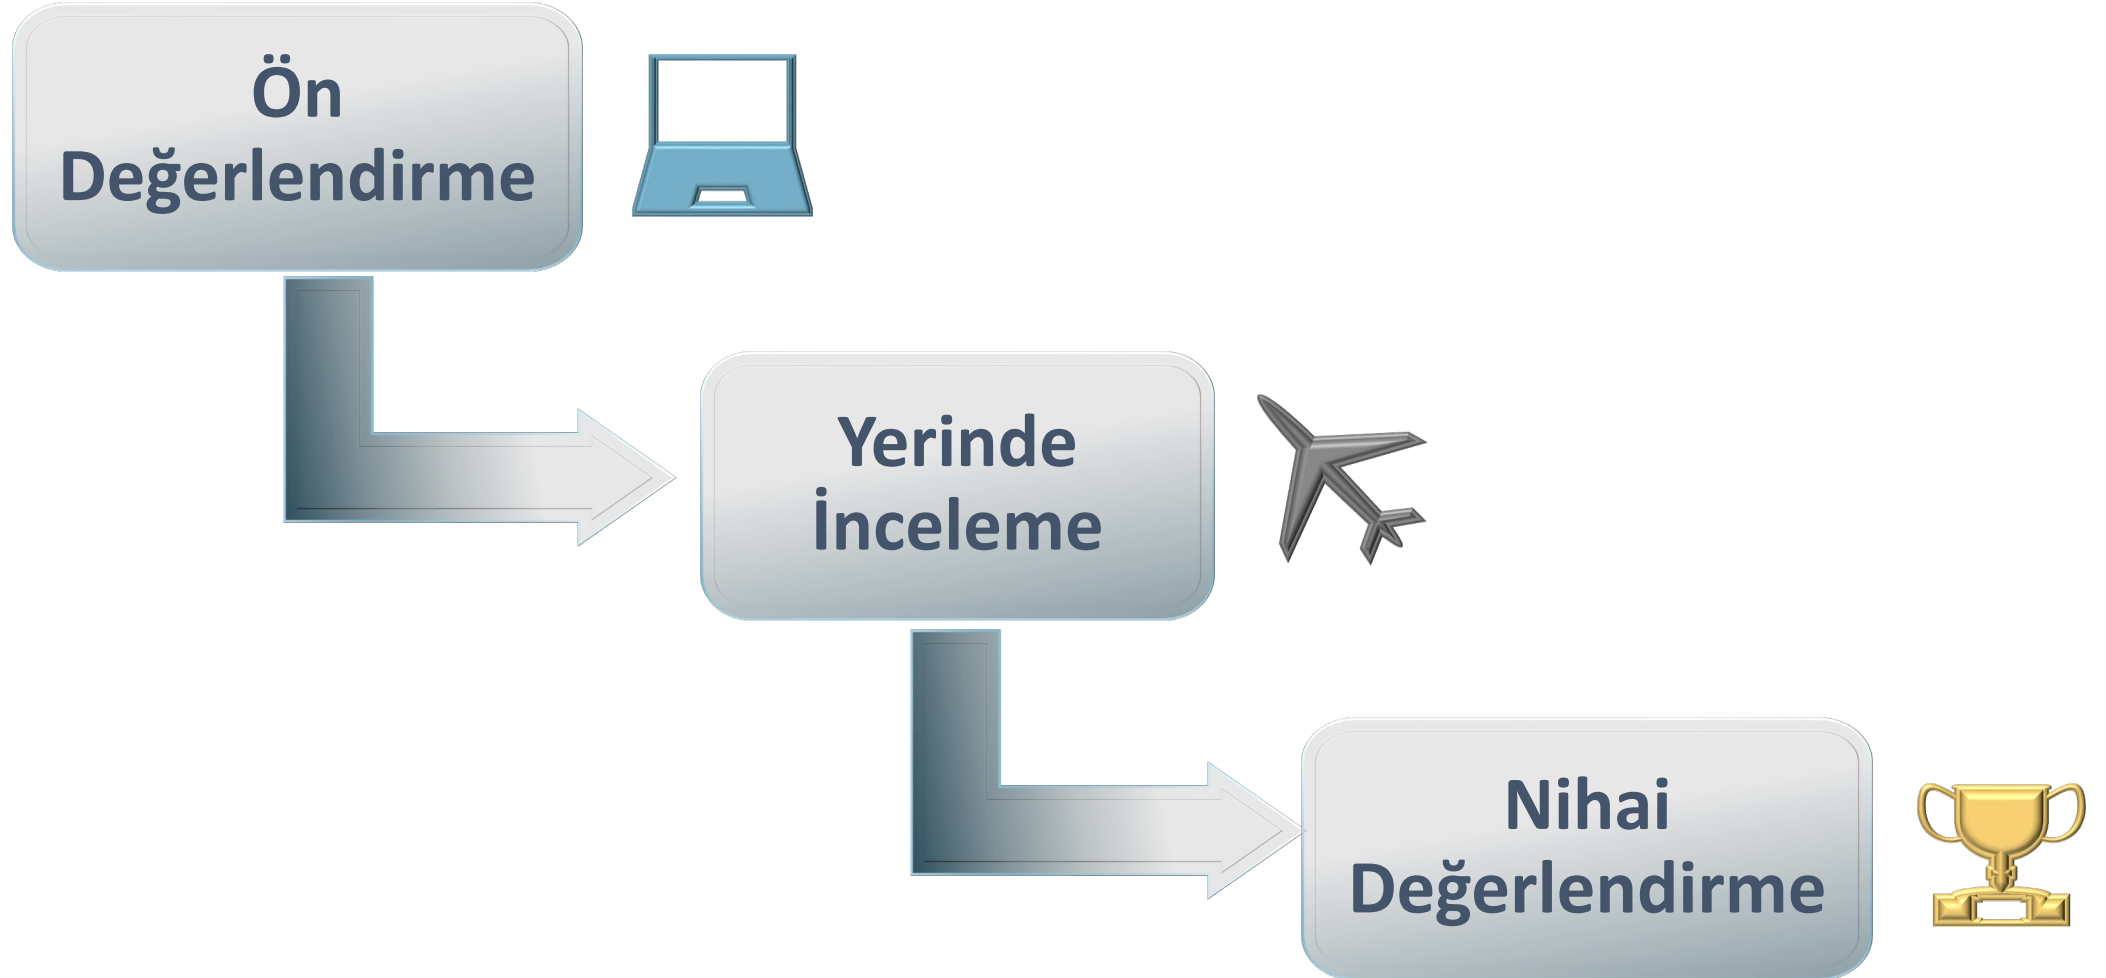 Ön
Değerlendirme
Yerinde
İnceleme
Nihai
Değerlendirme